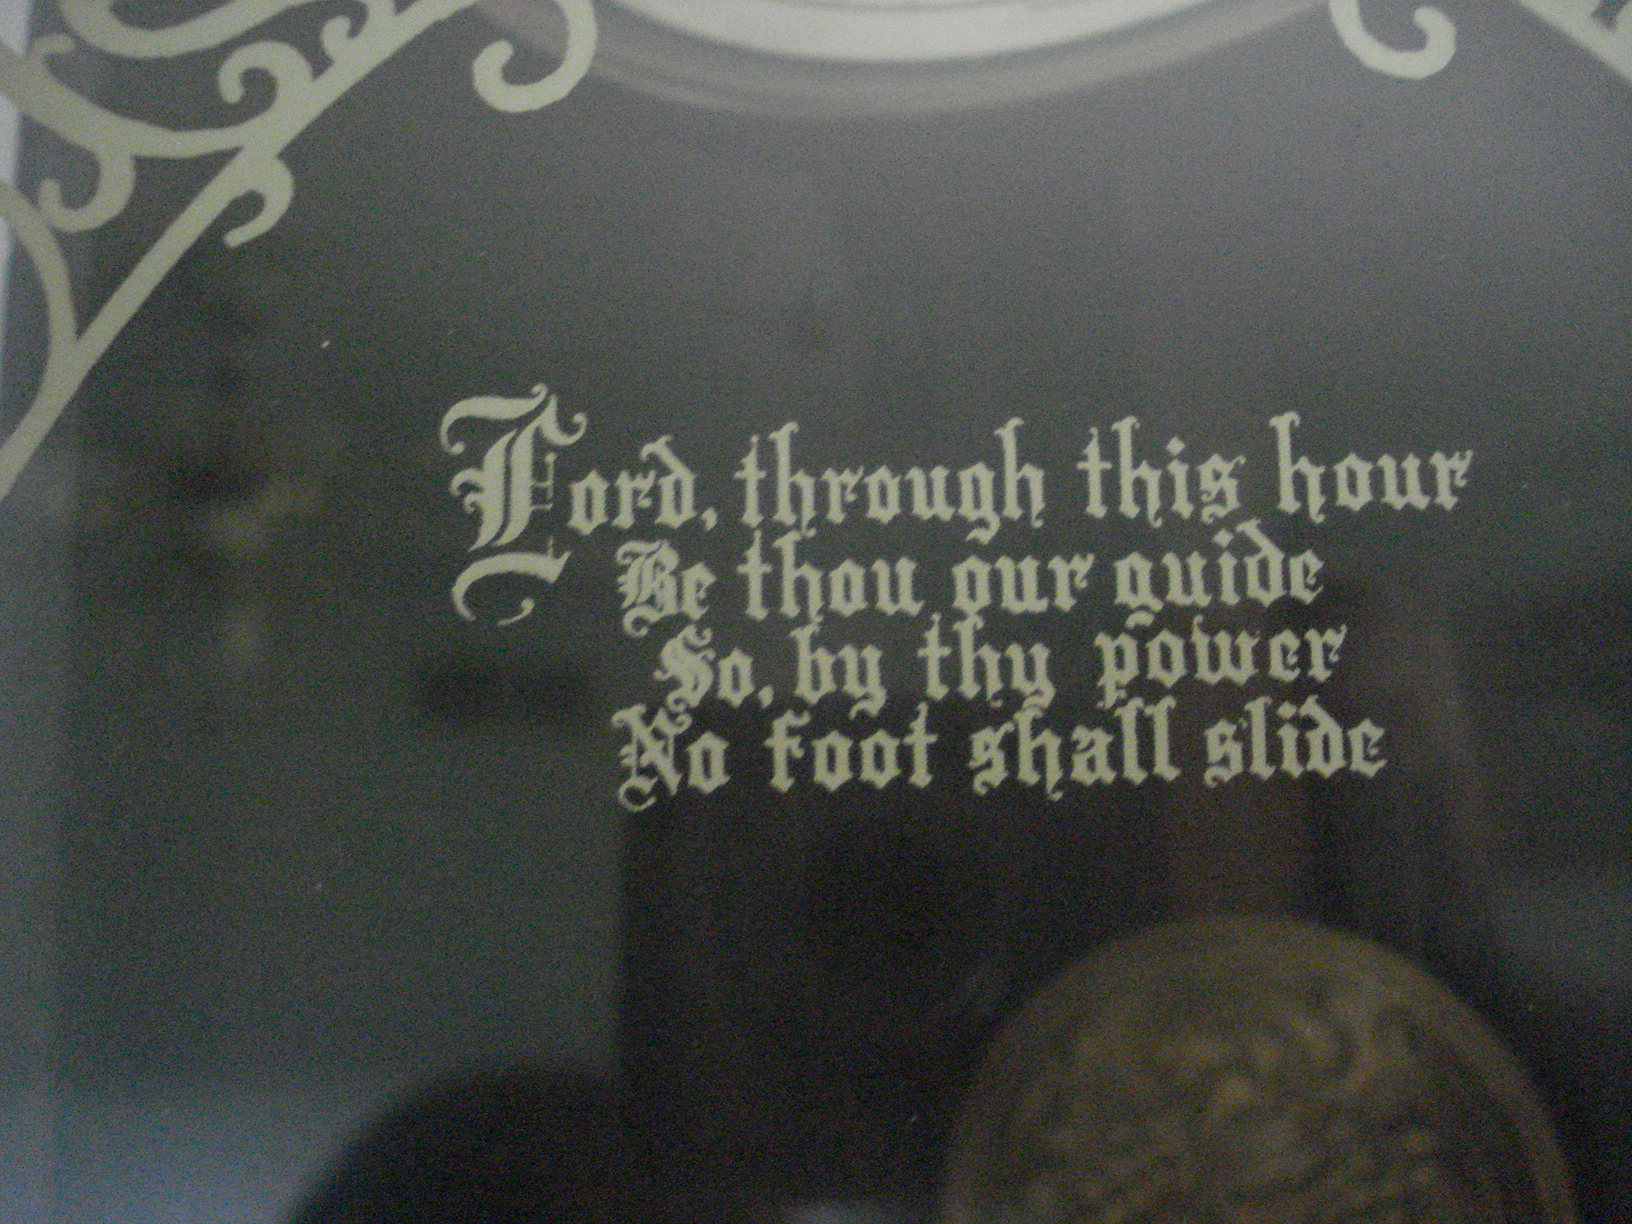 Lord, through this hour
Be thou our guide
So, by thy power
No foot shall slide